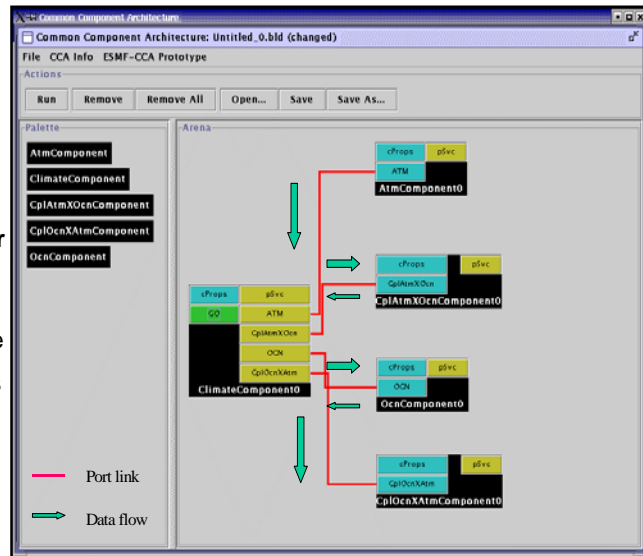 Common Component Architecture
Common Component Architecture: Untitled_0.bld (changed)
File CCA Info ESMF-CCA Prototype
Actions
Run Remove Remove All Open... Save Save As...
Palette
AtmComponent
ClimateComponent
CplAtmXOcnComponent
CplOcnXAtmComponent
OcnComponent
Arena
cProps pSvc
ATM
AtmComponent0
cProps pSvc
CplAtmXOcn
CplAtmXOcnComponent0
cProps pSvc
GO ATM
CplAtmXOcn
OCN
CplOcnXAtm
ClimateComponent0
cProps pSvc
OCN
OcnComponent0
cProps pSvc
CplOcnXAtm
CplOcnXAtmComponent0
Port link
Data flow